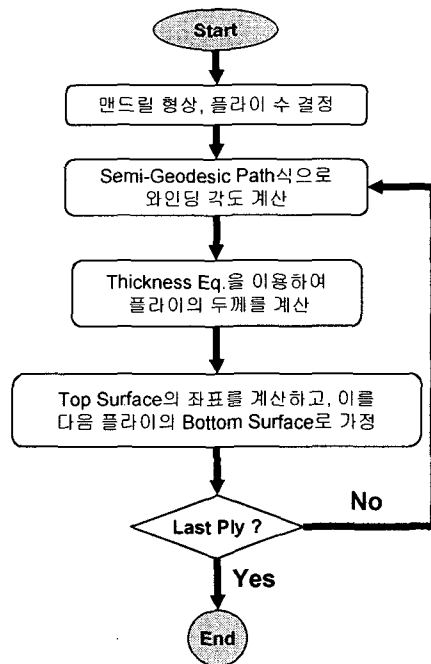 Start
맨드릴 형상, 플라이 수 결정
Semi-Geodesic Path식으로
와인딩 각도 계산
Thickness Eq.을 이용하여
플라이의 두께를 계산
Top Surface의 좌표를 계산하고, 이를
다음 플라이의 Bottom Surface로 가정
Last Ply ?
No
Yes
End